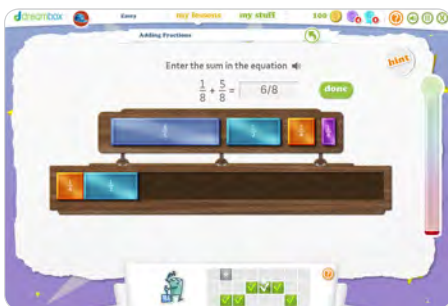 dreambox
my lessons
my stuff
100
Adding Fractions
Enter the sum in the equation
hint
1/8 + 5/8 = 6/8
done